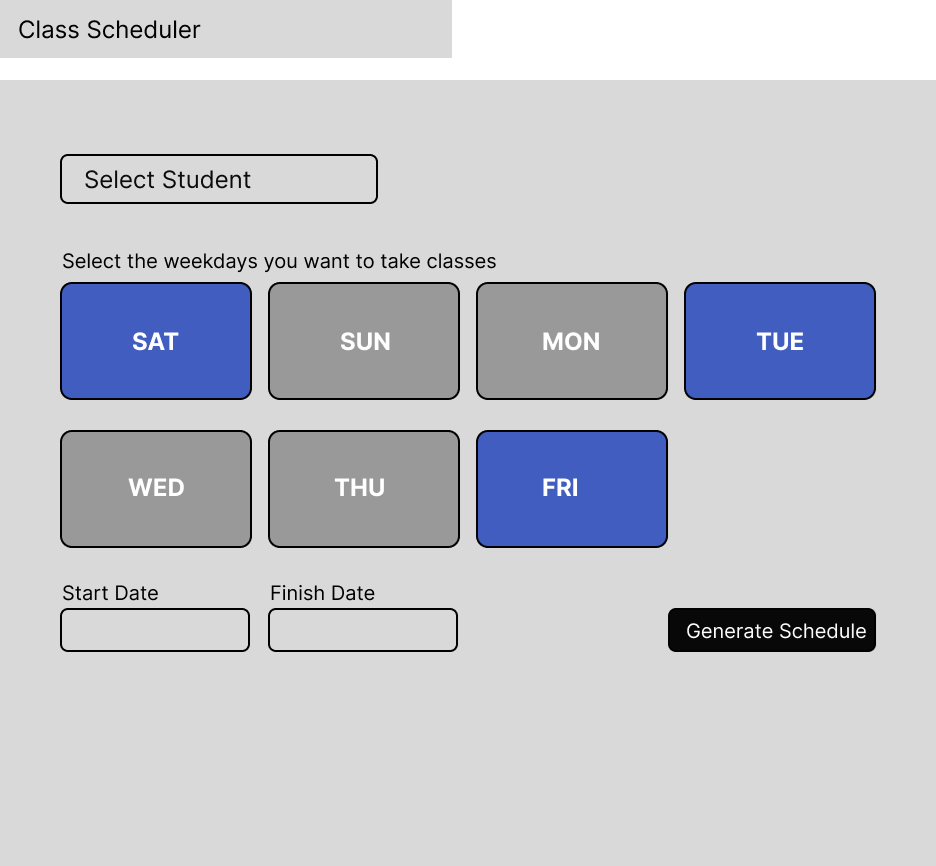 Class Scheduler
Select Student
Select the weekdays you want to take classes
SAT SUN MON TUE
WED THU FRI
Start Date Finish Date
Generate Schedule